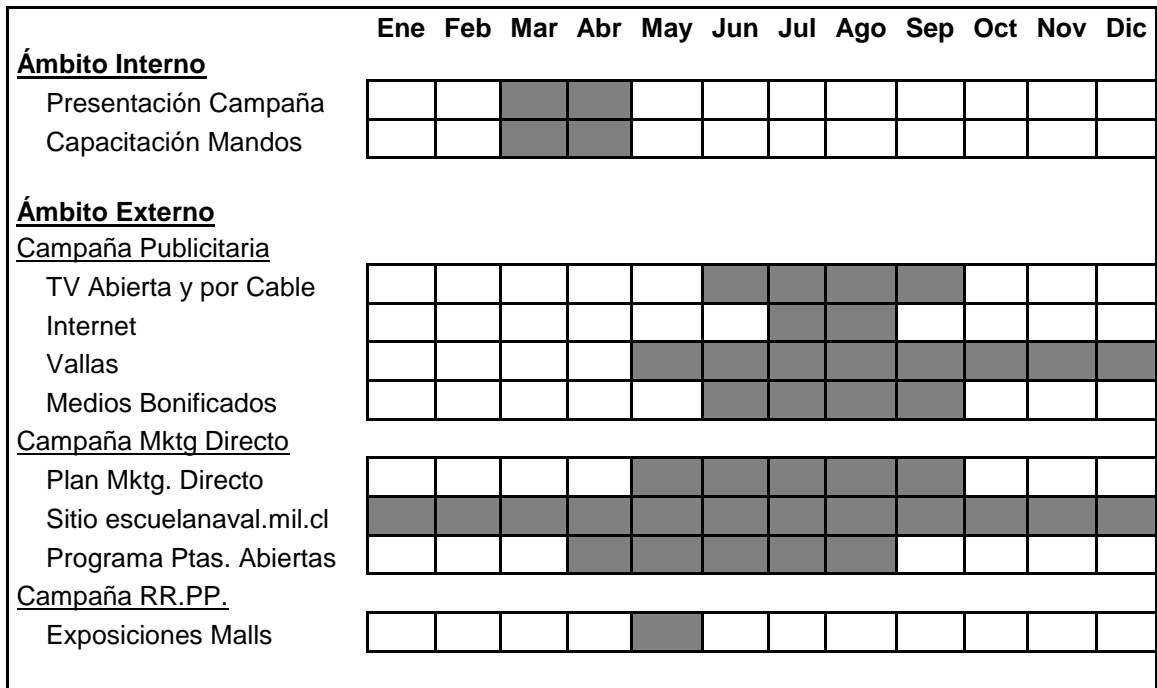 Ene Feb Mar Abr May Jun Jul Ago Sep Oct Nov Dic
Ámbito Interno
Presentación Campaña
Capacitación Mandos
Ámbito Externo
Campaña Publicitaria
TV Abierta y por Cable
Internet
Vallas
Medios Bonificados
Campaña Mktg Directo
Plan Mktg. Directo
Sitio escuelanaval.mil.cl
Programa Ptas. Abiertas
Campaña RR.PP.
Exposiciones Malls